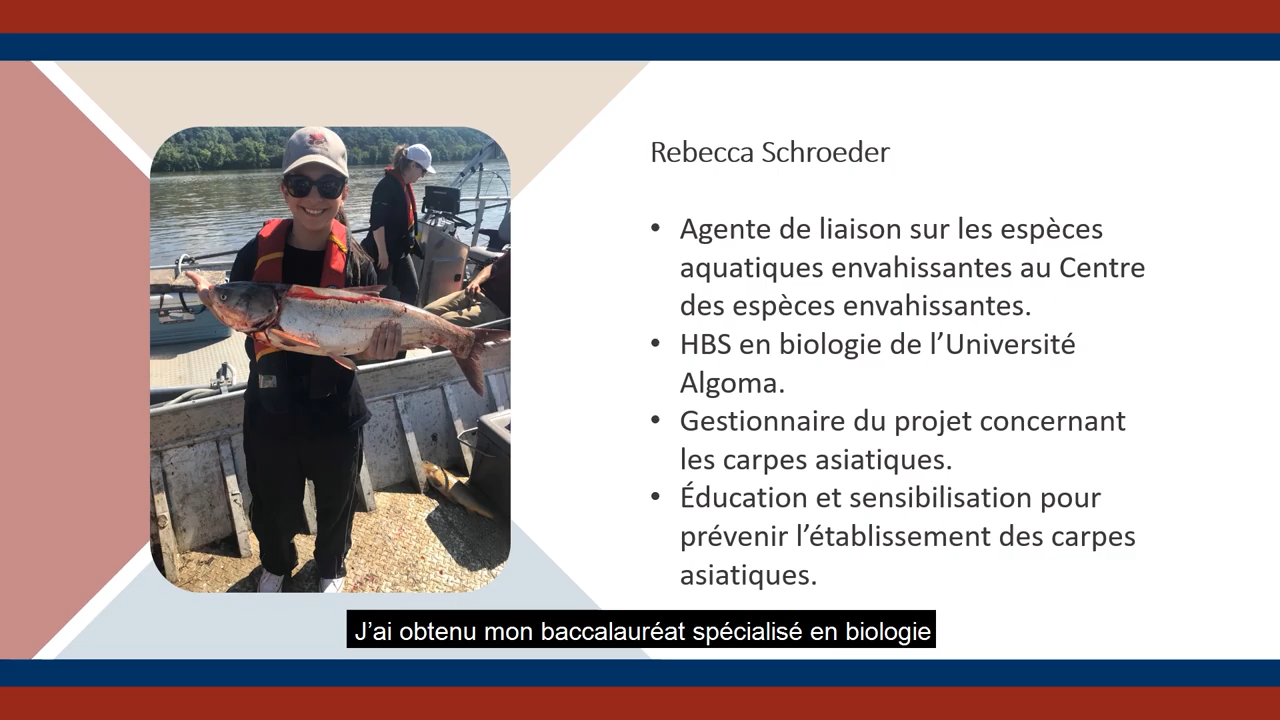 Rebecca Schroeder
• Agente de liaison sur les espèces
aquatiques envahissantes au Centre
des espèces envahissantes.
• HBS en biologie de l’Université
Algoma.
• Gestionnaire du projet concernant
les carpes asiatiques.
• Éducation et sensibilisation pour
prévenir l’établissement des carpes
asiatiques.
J’ai obtenu mon baccalauréat spécialisé en biologie